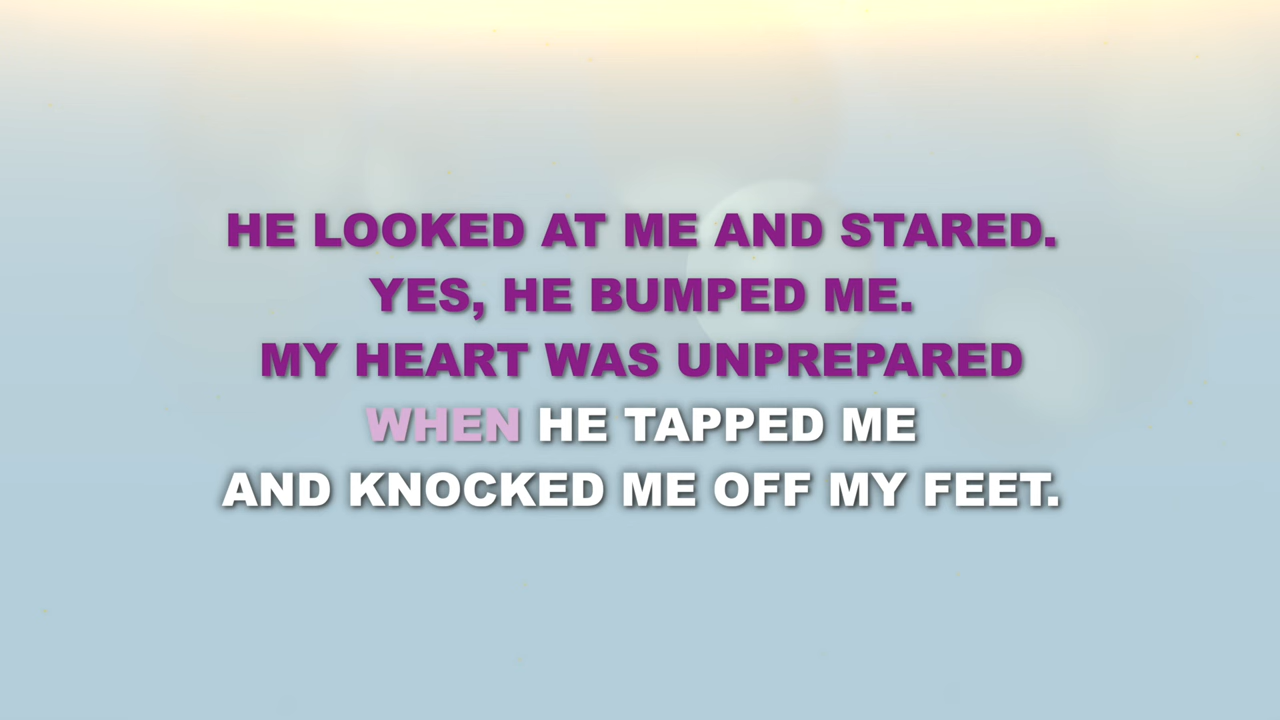 HE LOOKED AT ME AND STARED.
YES, HE BUMPED ME.
MY HEART WAS UNPREPARED
WHEN HE TAPPED ME
AND KNOCKED ME OFF MY FEET.